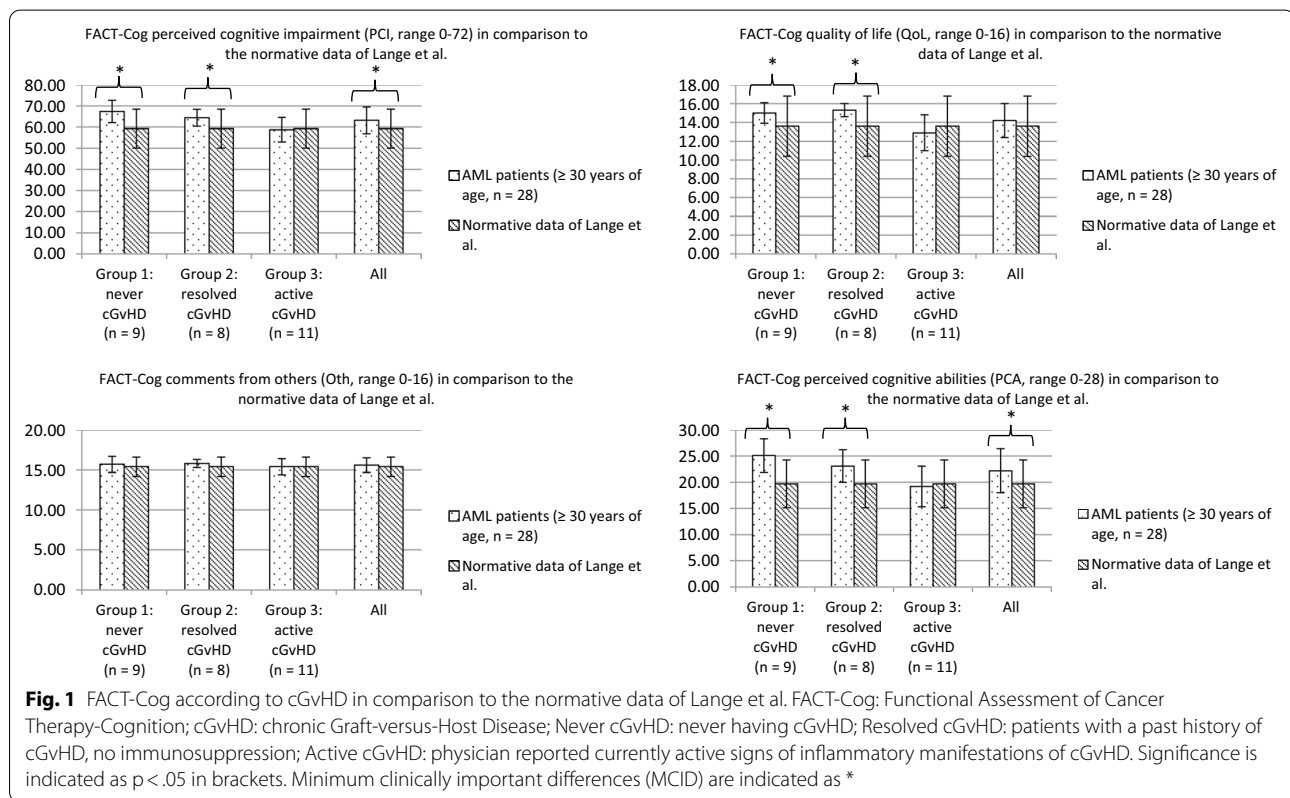 FACT-Cog perceived cognitive impairment (PCI, range 0-72) in comparison to
the normative data of Lange et al.
*
*
*
80.00
70.00
60.00
50.00
40.00
30.00
20.00
10.00
0.00
Group 1:
never
cGvHD
(n = 9)
Group 2:
resolved
cGvHD
(n = 8)
Group 3:
active
cGvHD
(n = 11)
All
AML patients (≥ 30 years of
age, n = 28)
Normative data of Lange et
al.
FACT-Cog quality of life (QoL, range 0-16) in comparison to the normative
data of Lange et al.
*
*
18.00
16.00
14.00
12.00
10.00
8.00
6.00
4.00
2.00
0.00
Group 1:
never
cGvHD
(n = 9)
Group 2:
resolved
cGvHD
(n = 8)
Group 3:
active
cGvHD
(n = 11)
All
AML patients (≥ 30 years of
age, n = 28)
Normative data of Lange et
al.
FACT-Cog comments from others (Oth, range 0-16) in comparison to the
normative data of Lange et al.
20.00
15.00
10.00
5.00
0.00
Group 1:
never
cGvHD
(n = 9)
Group 2:
resolved
cGvHD
(n = 8)
Group 3:
active
cGvHD
(n = 11)
All
AML patients (≥ 30 years of
age, n = 28)
Normative data of Lange et
al.
FACT-Cog perceived cognitive abilities (PCA, range 0-28) in comparison to
the normative data of Lange et al.
*
*
*
30.00
25.00
20.00
15.00
10.00
5.00
0.00
Group 1:
never
cGvHD
(n = 9)
Group 2:
resolved
cGvHD
(n = 8)
Group 3:
active
cGvHD
(n = 11)
All
AML patients (≥ 30 years of
age, n = 28)
Normative data of Lange et
al.
Fig. 1 FACT-Cog according to cGvHD in comparison to the normative data of Lange et al. FACT-Cog: Functional Assessment of Cancer
Therapy-Cognition; cGvHD: chronic Graft-versus-Host Disease; Never cGvHD: never having cGvHD; Resolved cGvHD: patients with a past history of
cGvHD, no immunosuppression; Active cGvHD: physician reported currently active signs of inflammatory manifestations of cGvHD. Significance is
indicated as p < .05 in brackets. Minimum clinically important differences (MCID) are indicated as *